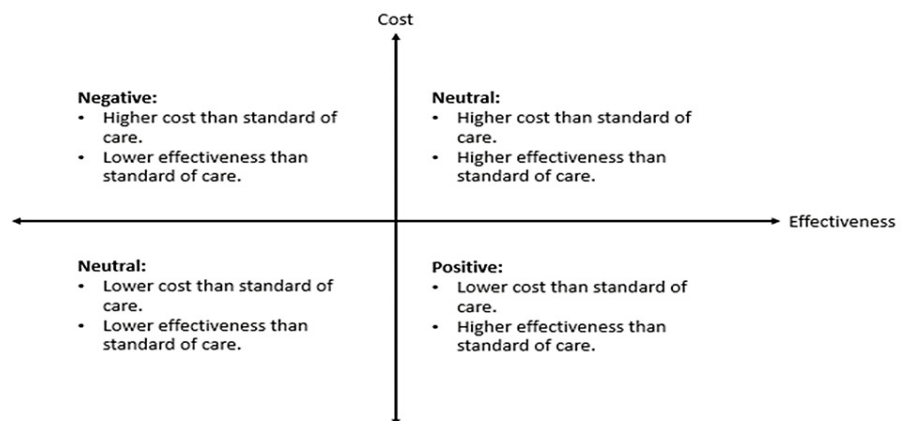 Cost
Negative:
• Higher cost than standard of
care.
• Lower effectiveness than
standard of care.
Neutral:
• Higher cost than standard of
care.
• Higher effectiveness than
standard of care.
Effectiveness
Neutral:
• Lower cost than standard of
care.
• Lower effectiveness than
standard of care.
Positive:
• Lower cost than standard of
care.
• Higher effectiveness than
standard of care.